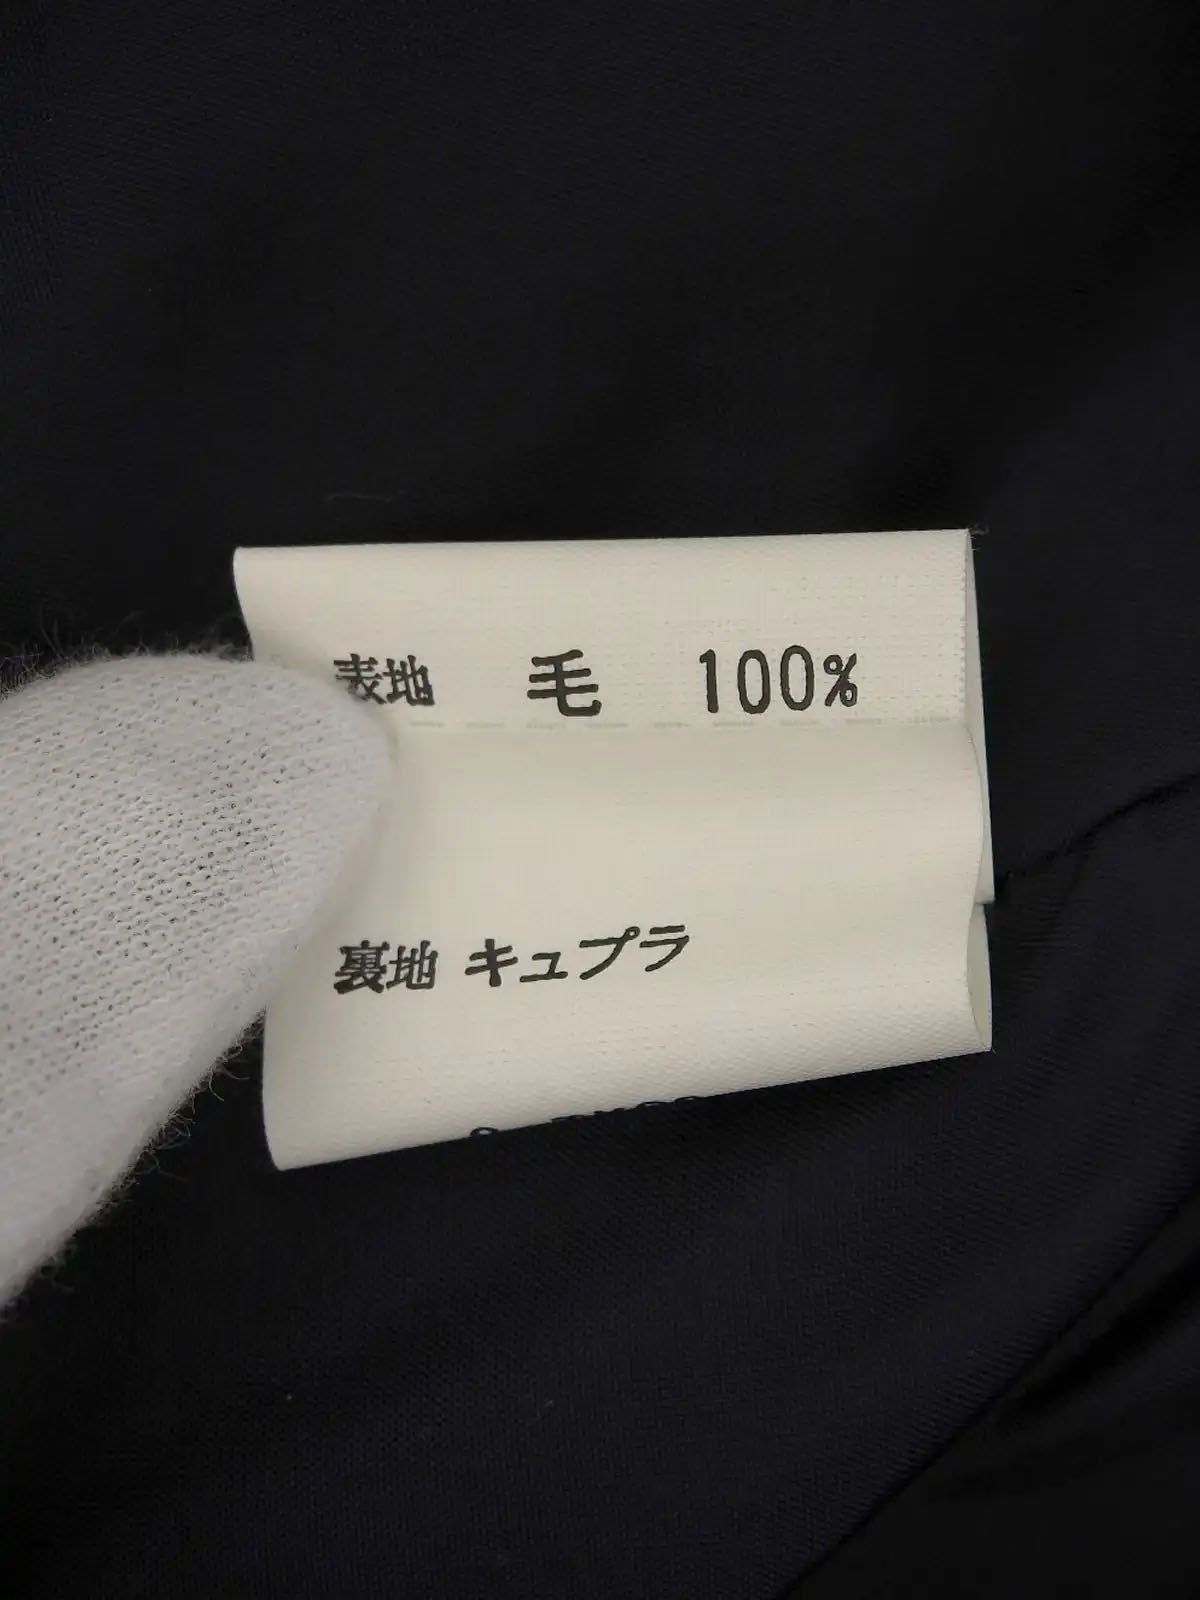 表地 毛 100%
裏地 キュプラ